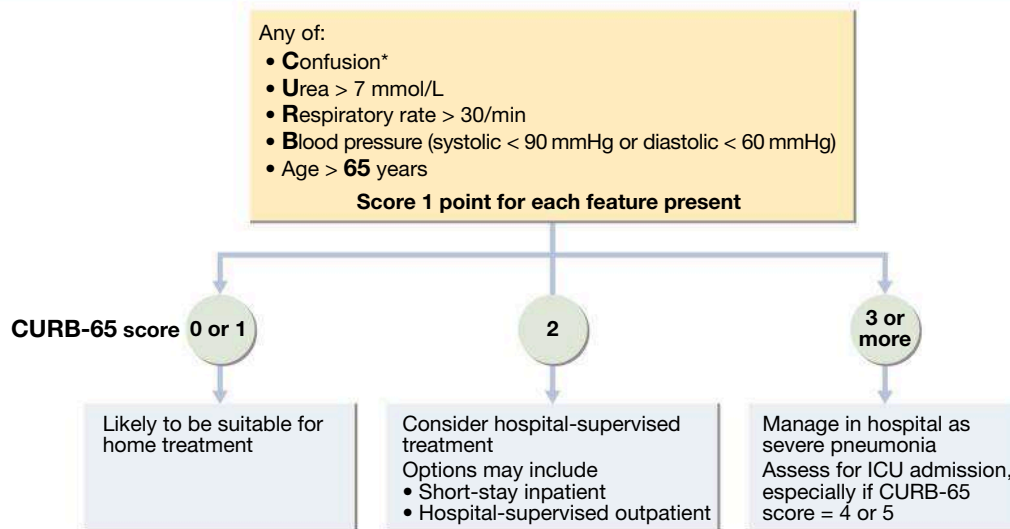 Any of:
• Confusion*
• Urea > 7 mmol/L
• Respiratory rate > 30/min
• Blood pressure (systolic < 90 mmHg or diastolic < 60 mmHg)
• Age > 65 years
Score 1 point for each feature present
CURB-65 score
0 or 1
2
3 or
more
Likely to be suitable for
home treatment
Consider hospital-supervised
treatment
Options may include
• Short-stay inpatient
• Hospital-supervised outpatient
Manage in hospital as
severe pneumonia
Assess for ICU admission,
especially if CURB-65
score = 4 or 5